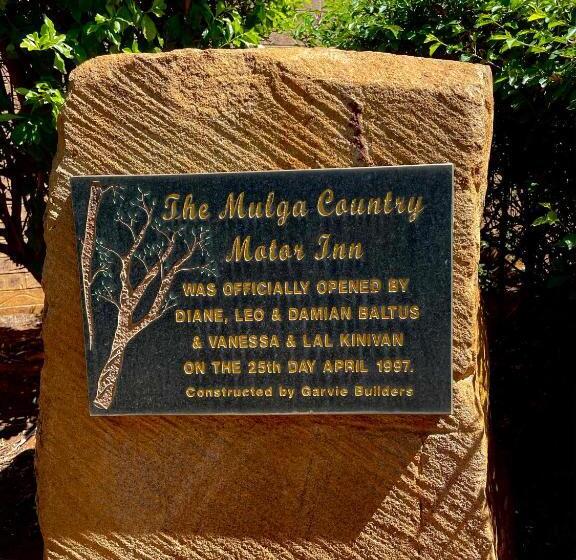 The Mulga Country
Motor Inn
WAS OFFICIALLY OPENED BY
DIANE, LEO & DAMIAN BALTUS
& VANESSA & LAL KINIVAN
ON THE 25th DAY APRIL 1997.
Constructed by Garvie Builders